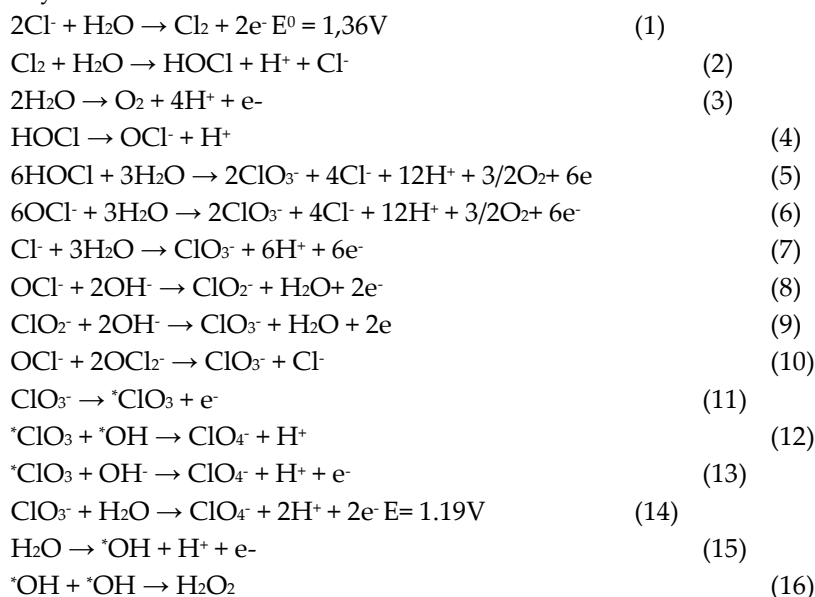 2Cl⁻ + H₂O → Cl₂ + 2e⁻ E⁰ = 1,36V (1)
Cl₂ + H₂O → HOCl + H⁺ + Cl⁻ (2)
2H₂O → O₂ + 4H⁺ + e- (3)
HOCl → OCl⁻ + H⁺ (4)
6HOCl + 3H₂O → 2ClO₃⁻ + 4Cl⁻ + 12H⁺ + 3/2O₂+ 6e (5)
6OCl⁻ + 3H₂O → 2ClO₃⁻ + 4Cl⁻ + 12H⁺ + 3/2O₂+ 6e⁻ (6)
Cl⁻ + 3H₂O → ClO₃⁻ + 6H⁺ + 6e⁻ (7)
OCl⁻ + 2OH⁻ → ClO₂⁻ + H₂O+ 2e⁻ (8)
ClO₂⁻ + 2OH⁻ → ClO₃⁻ + H₂O + 2e (9)
OCl⁻ + 2OCl₂⁻ → ClO₃⁻ + Cl⁻ (10)
ClO₃⁻ → *ClO₃ + e⁻ (11)
*ClO₃ + *OH → ClO₄⁻ + H⁺ (12)
*ClO₃ + OH⁻ → ClO₄⁻ + H⁺ + e⁻ (13)
ClO₃⁻ + H₂O → ClO₄⁻ + 2H⁺ + 2e⁻ E= 1.19V (14)
H₂O → *OH + H⁺ + e- (15)
*OH + *OH → H₂O₂ (16)